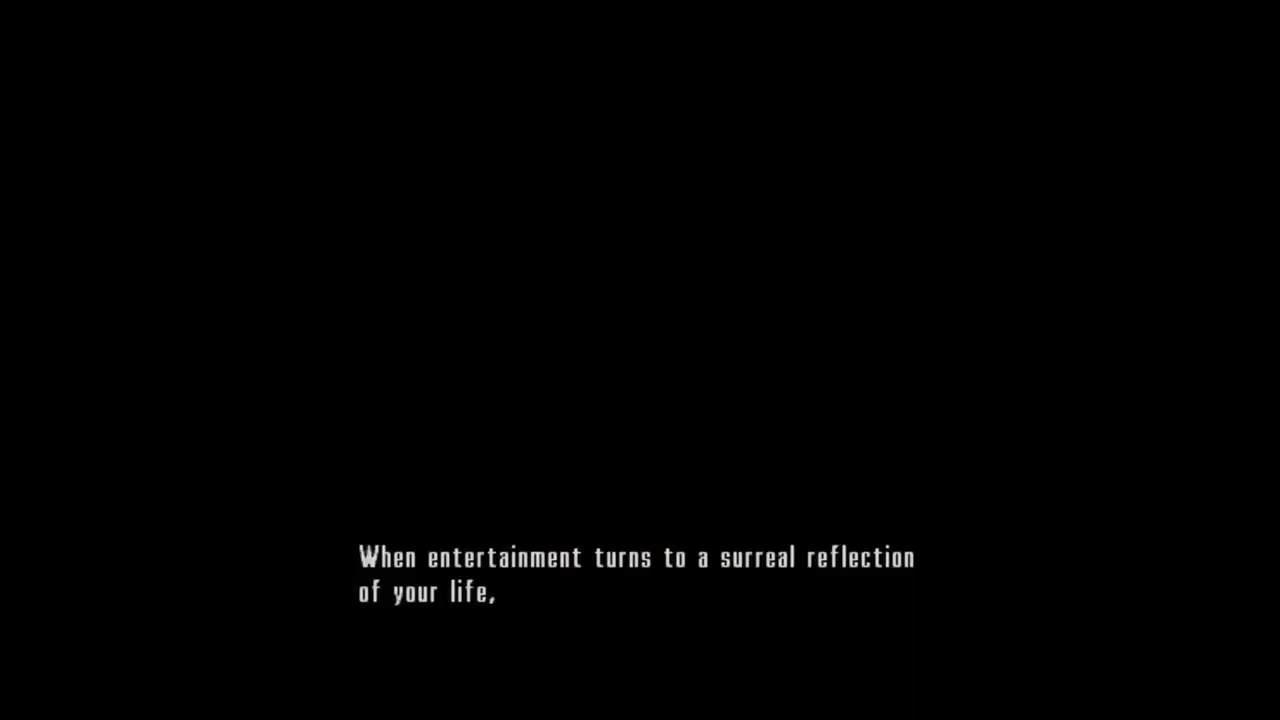 When entertainment turns to a surreal reflection
of your life,